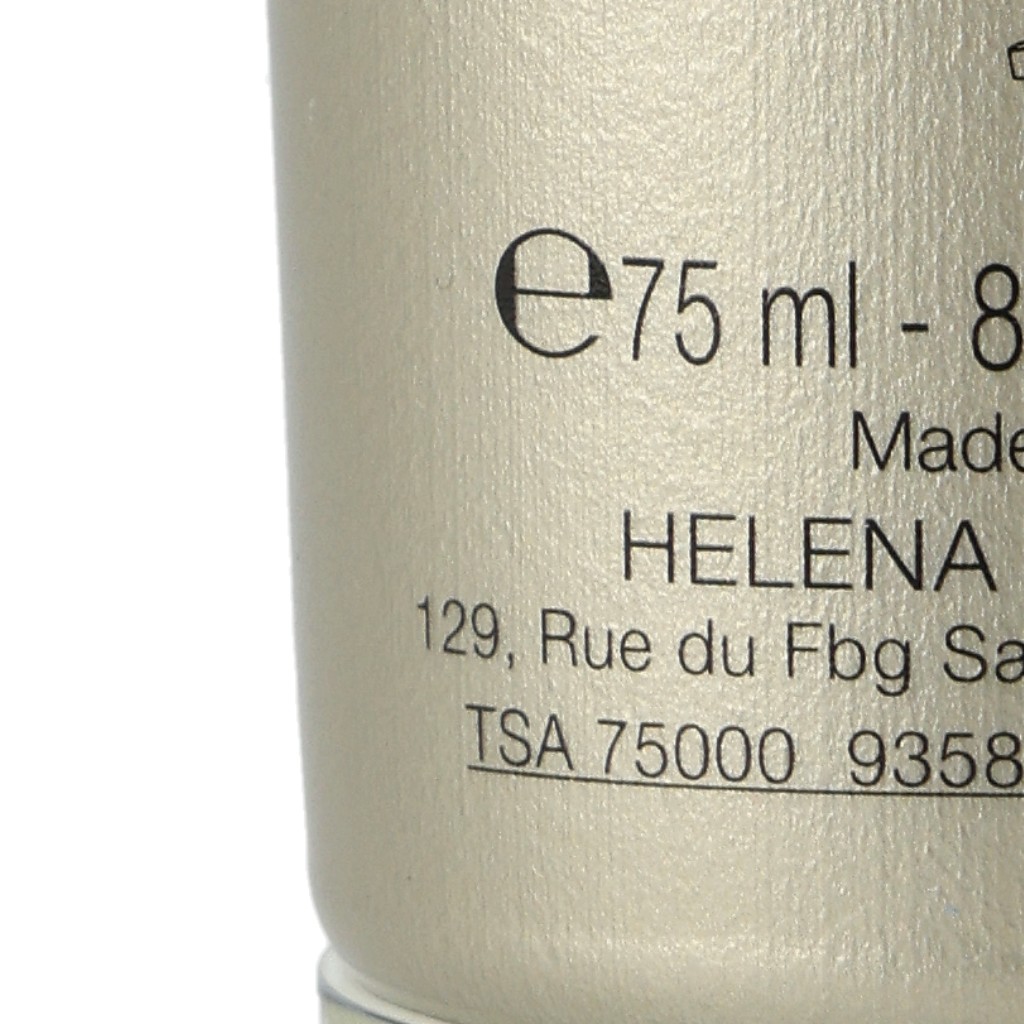 ℮75 ml - 8
Made
HELENA
129, Rue du Fbg Sa
TSA 75000 9358